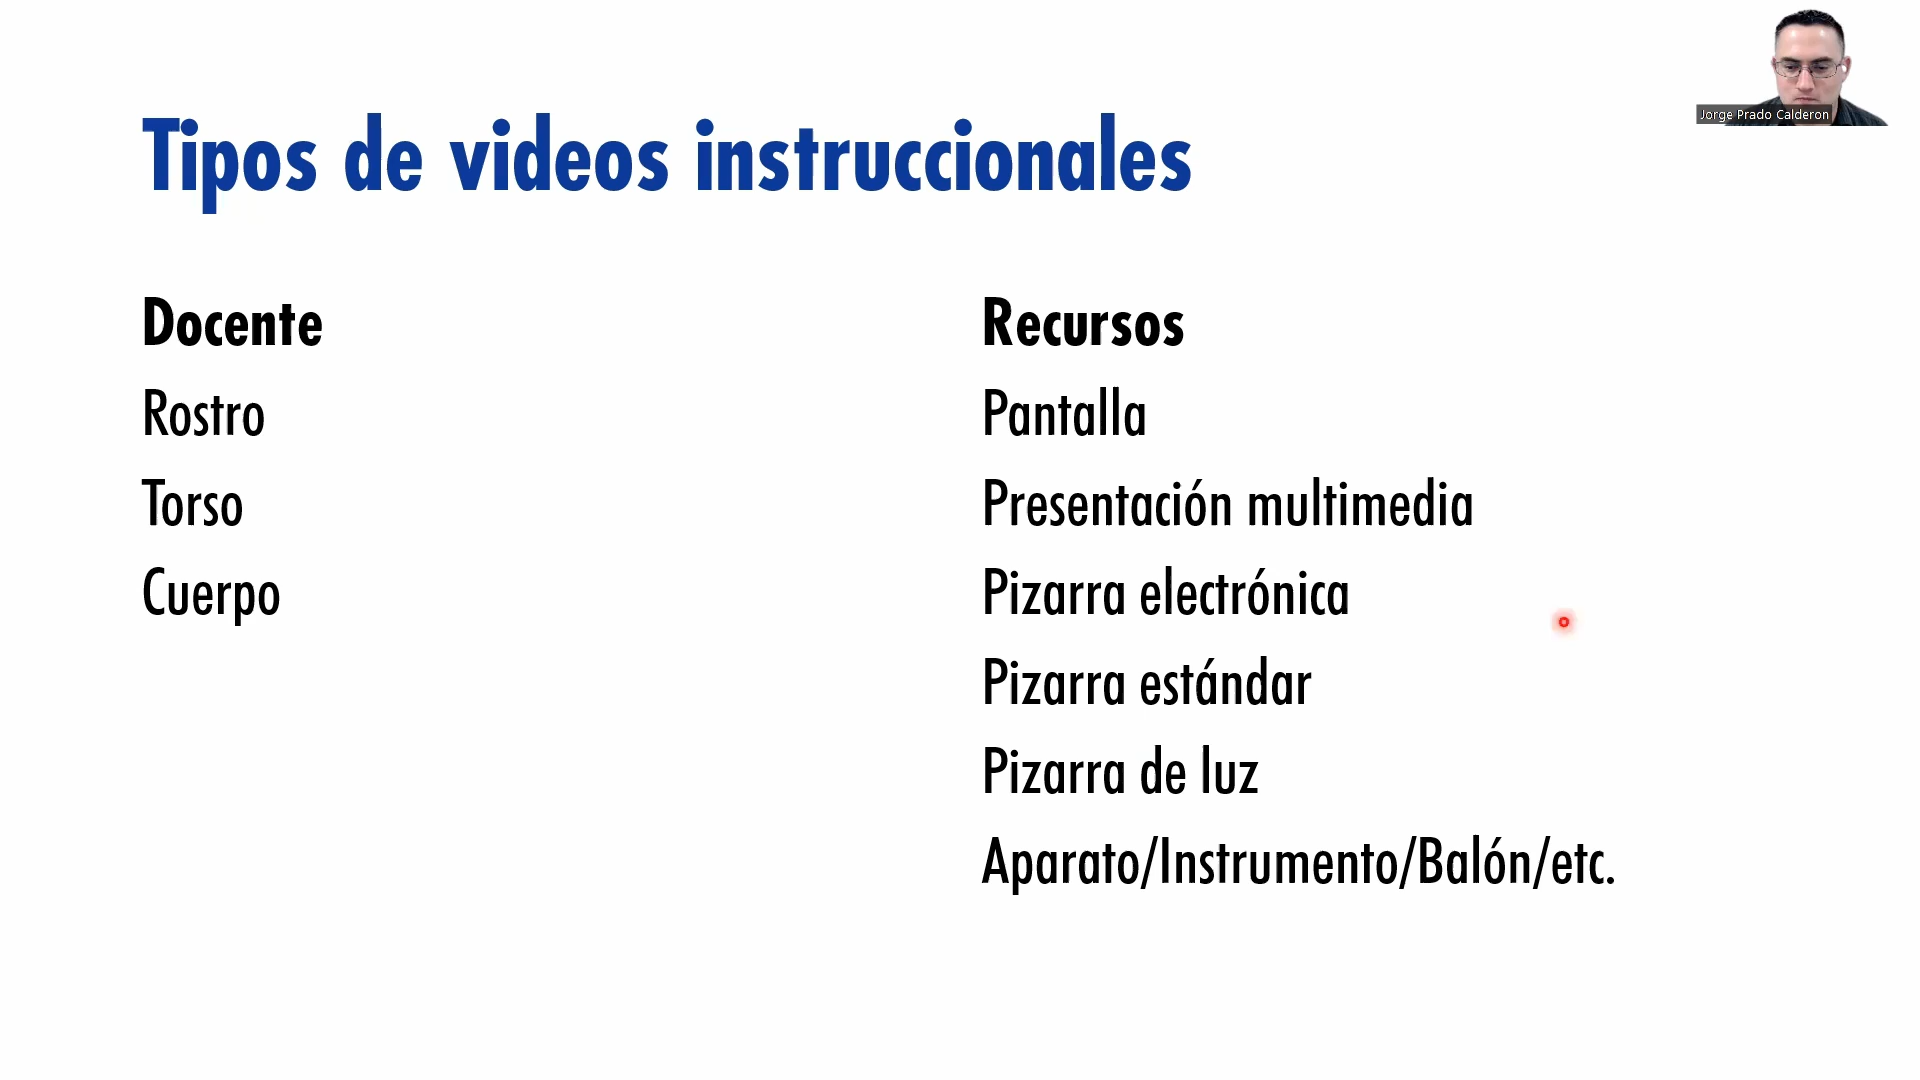 Jorge Prado Calderon
Tipos de videos instruccionales
Docente
Rostro
Torso
Cuerpo
Recursos
Pantalla
Presentación multimedia
Pizarra electrónica
Pizarra estándar
Pizarra de luz
Aparato/Instrumento/Balón/etc.